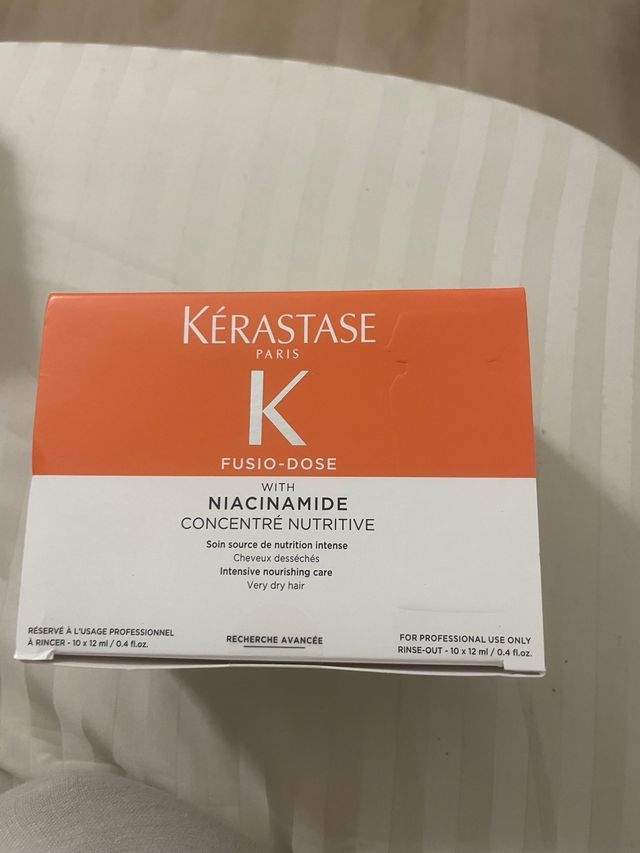 KÉRASTASE
PARIS
K
FUSIO-DOSE
WITH
NIACINAMIDE
CONCENTRÉ NUTRITIVE
Soin source de nutrition intense
Cheveux desséchés
Intensive nourishing care
Very dry hair
RÉSERVÉ À L'USAGE PROFESSIONNEL
À RINCER - 10 x 12 ml / 0.4 fl.oz.
RECHERCHE AVANCÉE
FOR PROFESSIONAL USE ONLY
RINSE-OUT - 10 x 12 ml / 0.4 fl.oz.